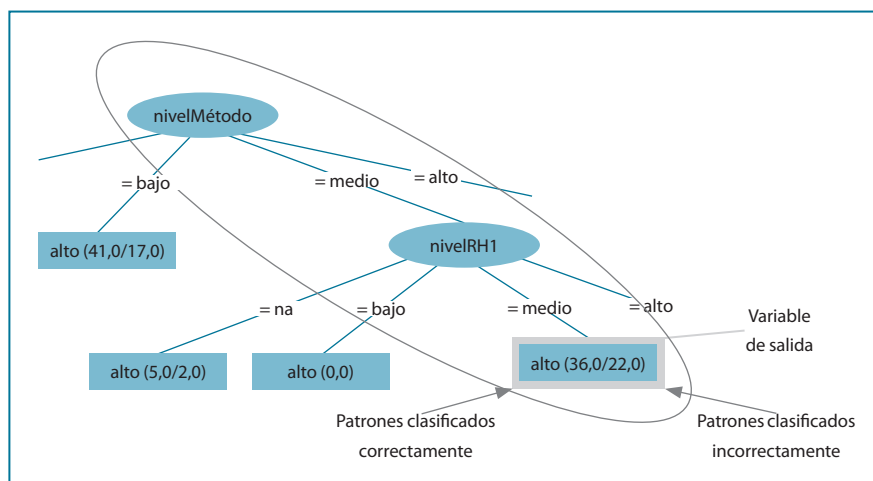 nivelMétodo
= bajo
= medio
= alto
alto (41,0/17,0)
nivelRH1
= na
= bajo
= medio
= alto
Variable
de salida
alto (5,0/2,0)
alto (0,0)
alto (36,0/22,0)
Patrones clasificados
correctamente
Patrones clasificados
incorrectamente